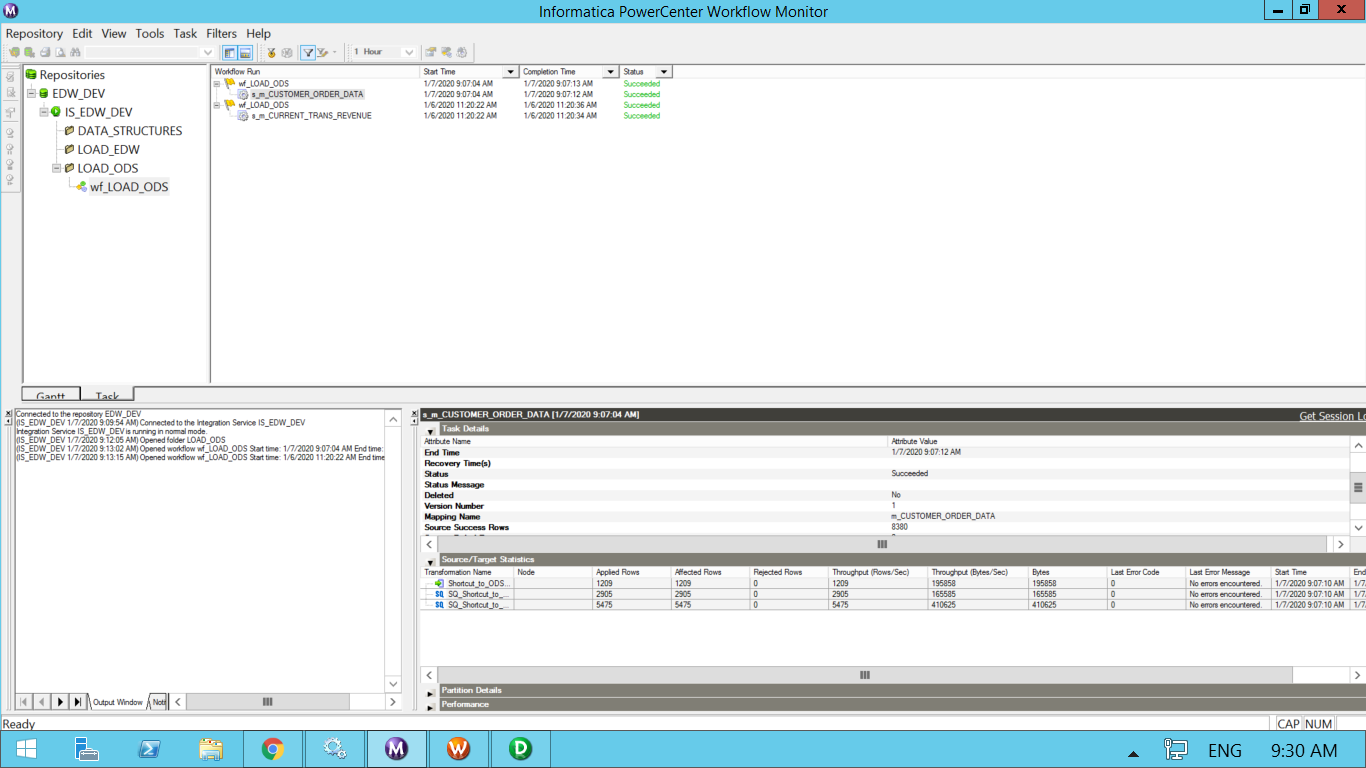 Informatica PowerCenter Workflow Monitor
Repository Edit View Tools Task Filters Help
1 Hour
Repositories
EDW_DEV
IS_EDW_DEV
DATA_STRUCTURES
LOAD_EDW
LOAD_ODS
wf_LOAD_ODS
Workflow Run Start Time Completion Time Status
wf_LOAD_ODS 1/7/2020 9:07:04 AM 1/7/2020 9:07:13 AM Succeeded
s_m_CUSTOMER_ORDER_DATA 1/7/2020 9:07:04 AM 1/7/2020 9:07:12 AM Succeeded
wf_LOAD_ODS 1/6/2020 11:20:22 AM 1/6/2020 11:20:36 AM Succeeded
s_m_CURRENT_TRANS_REVENUE 1/6/2020 11:20:22 AM 1/6/2020 11:20:34 AM Succeeded
Gantt Task
Connected to the repository EDW_DEV
(IS_EDW_DEV 1/7/2020 9:09:54 AM) Connected to the Integration Service IS_EDW_DEV
Integration Service IS_EDW_DEV is running in normal mode.
(IS_EDW_DEV 1/7/2020 9:12:05 AM) Opened folder LOAD_ODS
(IS_EDW_DEV 1/7/2020 9:13:02 AM) Opened workflow wf_LOAD_ODS Start time: 1/7/2020 9:07:04 AM End time:
(IS_EDW_DEV 1/7/2020 9:13:15 AM) Opened workflow wf_LOAD_ODS Start time: 1/6/2020 11:20:22 AM End time
Output Window Noti
s_m_CUSTOMER_ORDER_DATA [1/7/2020 9:07:04 AM] Get Session Lo
Task Details
Attribute Name Attribute Value
End Time 1/7/2020 9:07:12 AM
Recovery Time(s)
Status Succeeded
Status Message
Deleted No
Version Number 1
Mapping Name m_CUSTOMER_ORDER_DATA
Source Success Rows 8380
Source/Target Statistics
Transformation Name Node Applied Rows Affected Rows Rejected Rows Throughput (Rows/Sec) Throughput (Bytes/Sec) Bytes Last Error Code Last Error Message Start Time End
Shortcut_to_ODS... 1209 1209 0 1209 195858 195858 0 No errors encountered. 1/7/2020 9:07:10 AM 1/7.
SQ_Shortcut_to_... 2905 2905 0 2905 165585 165585 0 No errors encountered. 1/7/2020 9:07:10 AM 1/7.
SQ_Shortcut_to_... 5475 5475 0 5475 410625 410625 0 No errors encountered. 1/7/2020 9:07:10 AM 1/7.
Partition Details
Performance
Ready CAP NUM
ENG 9:30 AM